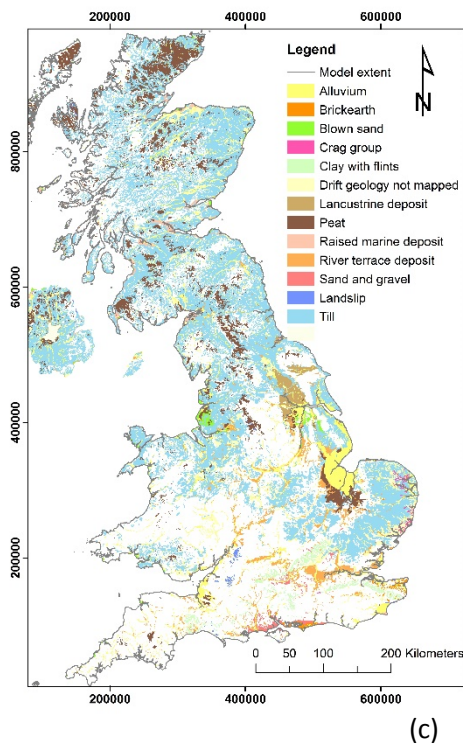 200000 400000 600000
Legend
Model extent
Alluvium
Brickearth
Blown sand
Crag group
Clay with flints
Drift geology not mapped
Lancustrine deposit
Peat
Raised marine deposit
River terrace deposit
Sand and gravel
Landslip
Till
N
800000
600000
400000
200000
0 50 100 200 Kilometers
200000 400000 600000
(c)